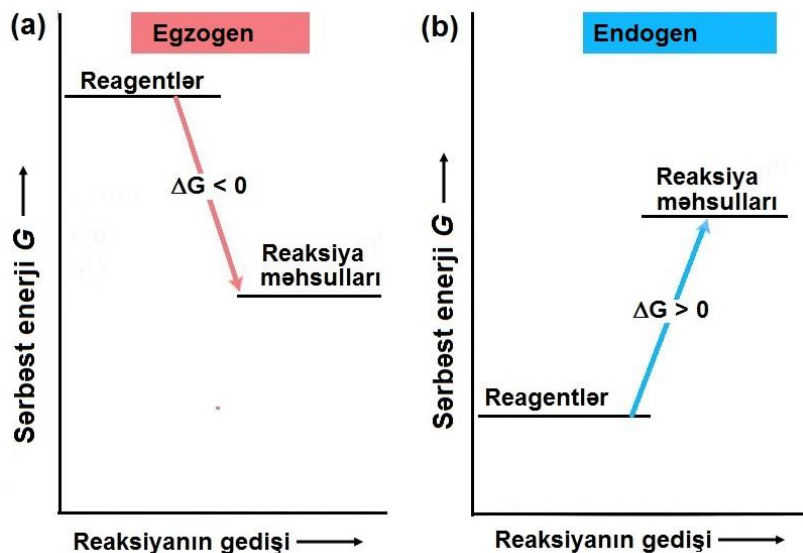 (a)
Egzogen
Reagentlər
ΔG < 0
Reaksiya
məhsulları
Sərbəst enerji G
Reaksiyanın gedişi
(b)
Endogen
Reaksiya
məhsulları
ΔG > 0
Reagentlər
Sərbəst enerji G
Reaksiyanın gedişi